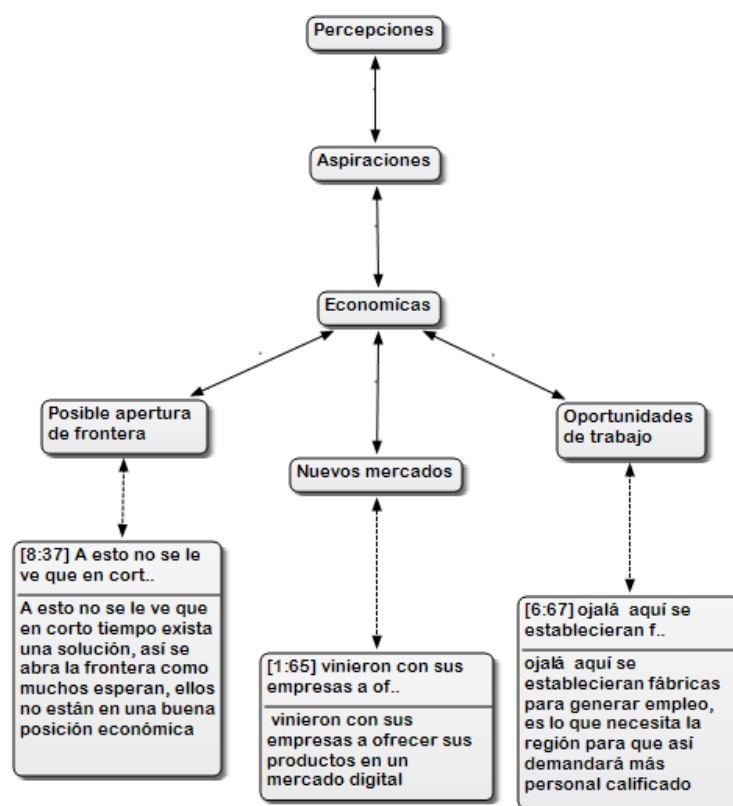 Percepciones
Aspiraciones
Economícas
Posible apertura
de frontera
Nuevos mercados
Oportunidades
de trabajo
[8:37] A esto no se le
ve que en cort..
A esto no se le ve que
en corto tiempo exista
una solución, así se
abra la frontera como
muchos esperan, ellos
no están en una buena
posición económica
[1:65] vinieron con sus
empresas a of..
vinieron con sus
empresas a ofrecer sus
productos en un
mercado digital
[6:67] ojalá  aquí se
establecieran f..
ojalá  aquí se
establecieran fábricas
para generar empleo,
es lo que necesita la
región para que así
demandará más
personal calificado